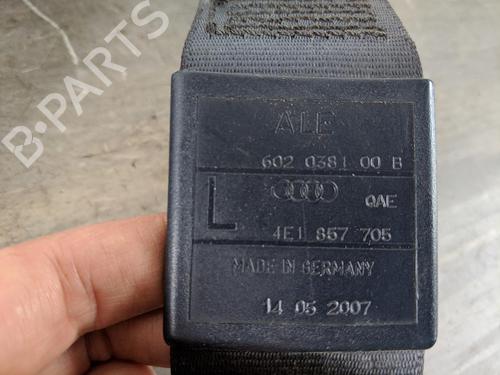 B-PARTS
ALE
602 0381 00 B
L
QAE
4E1 857 705
MADE IN GERMANY
14 05 2007